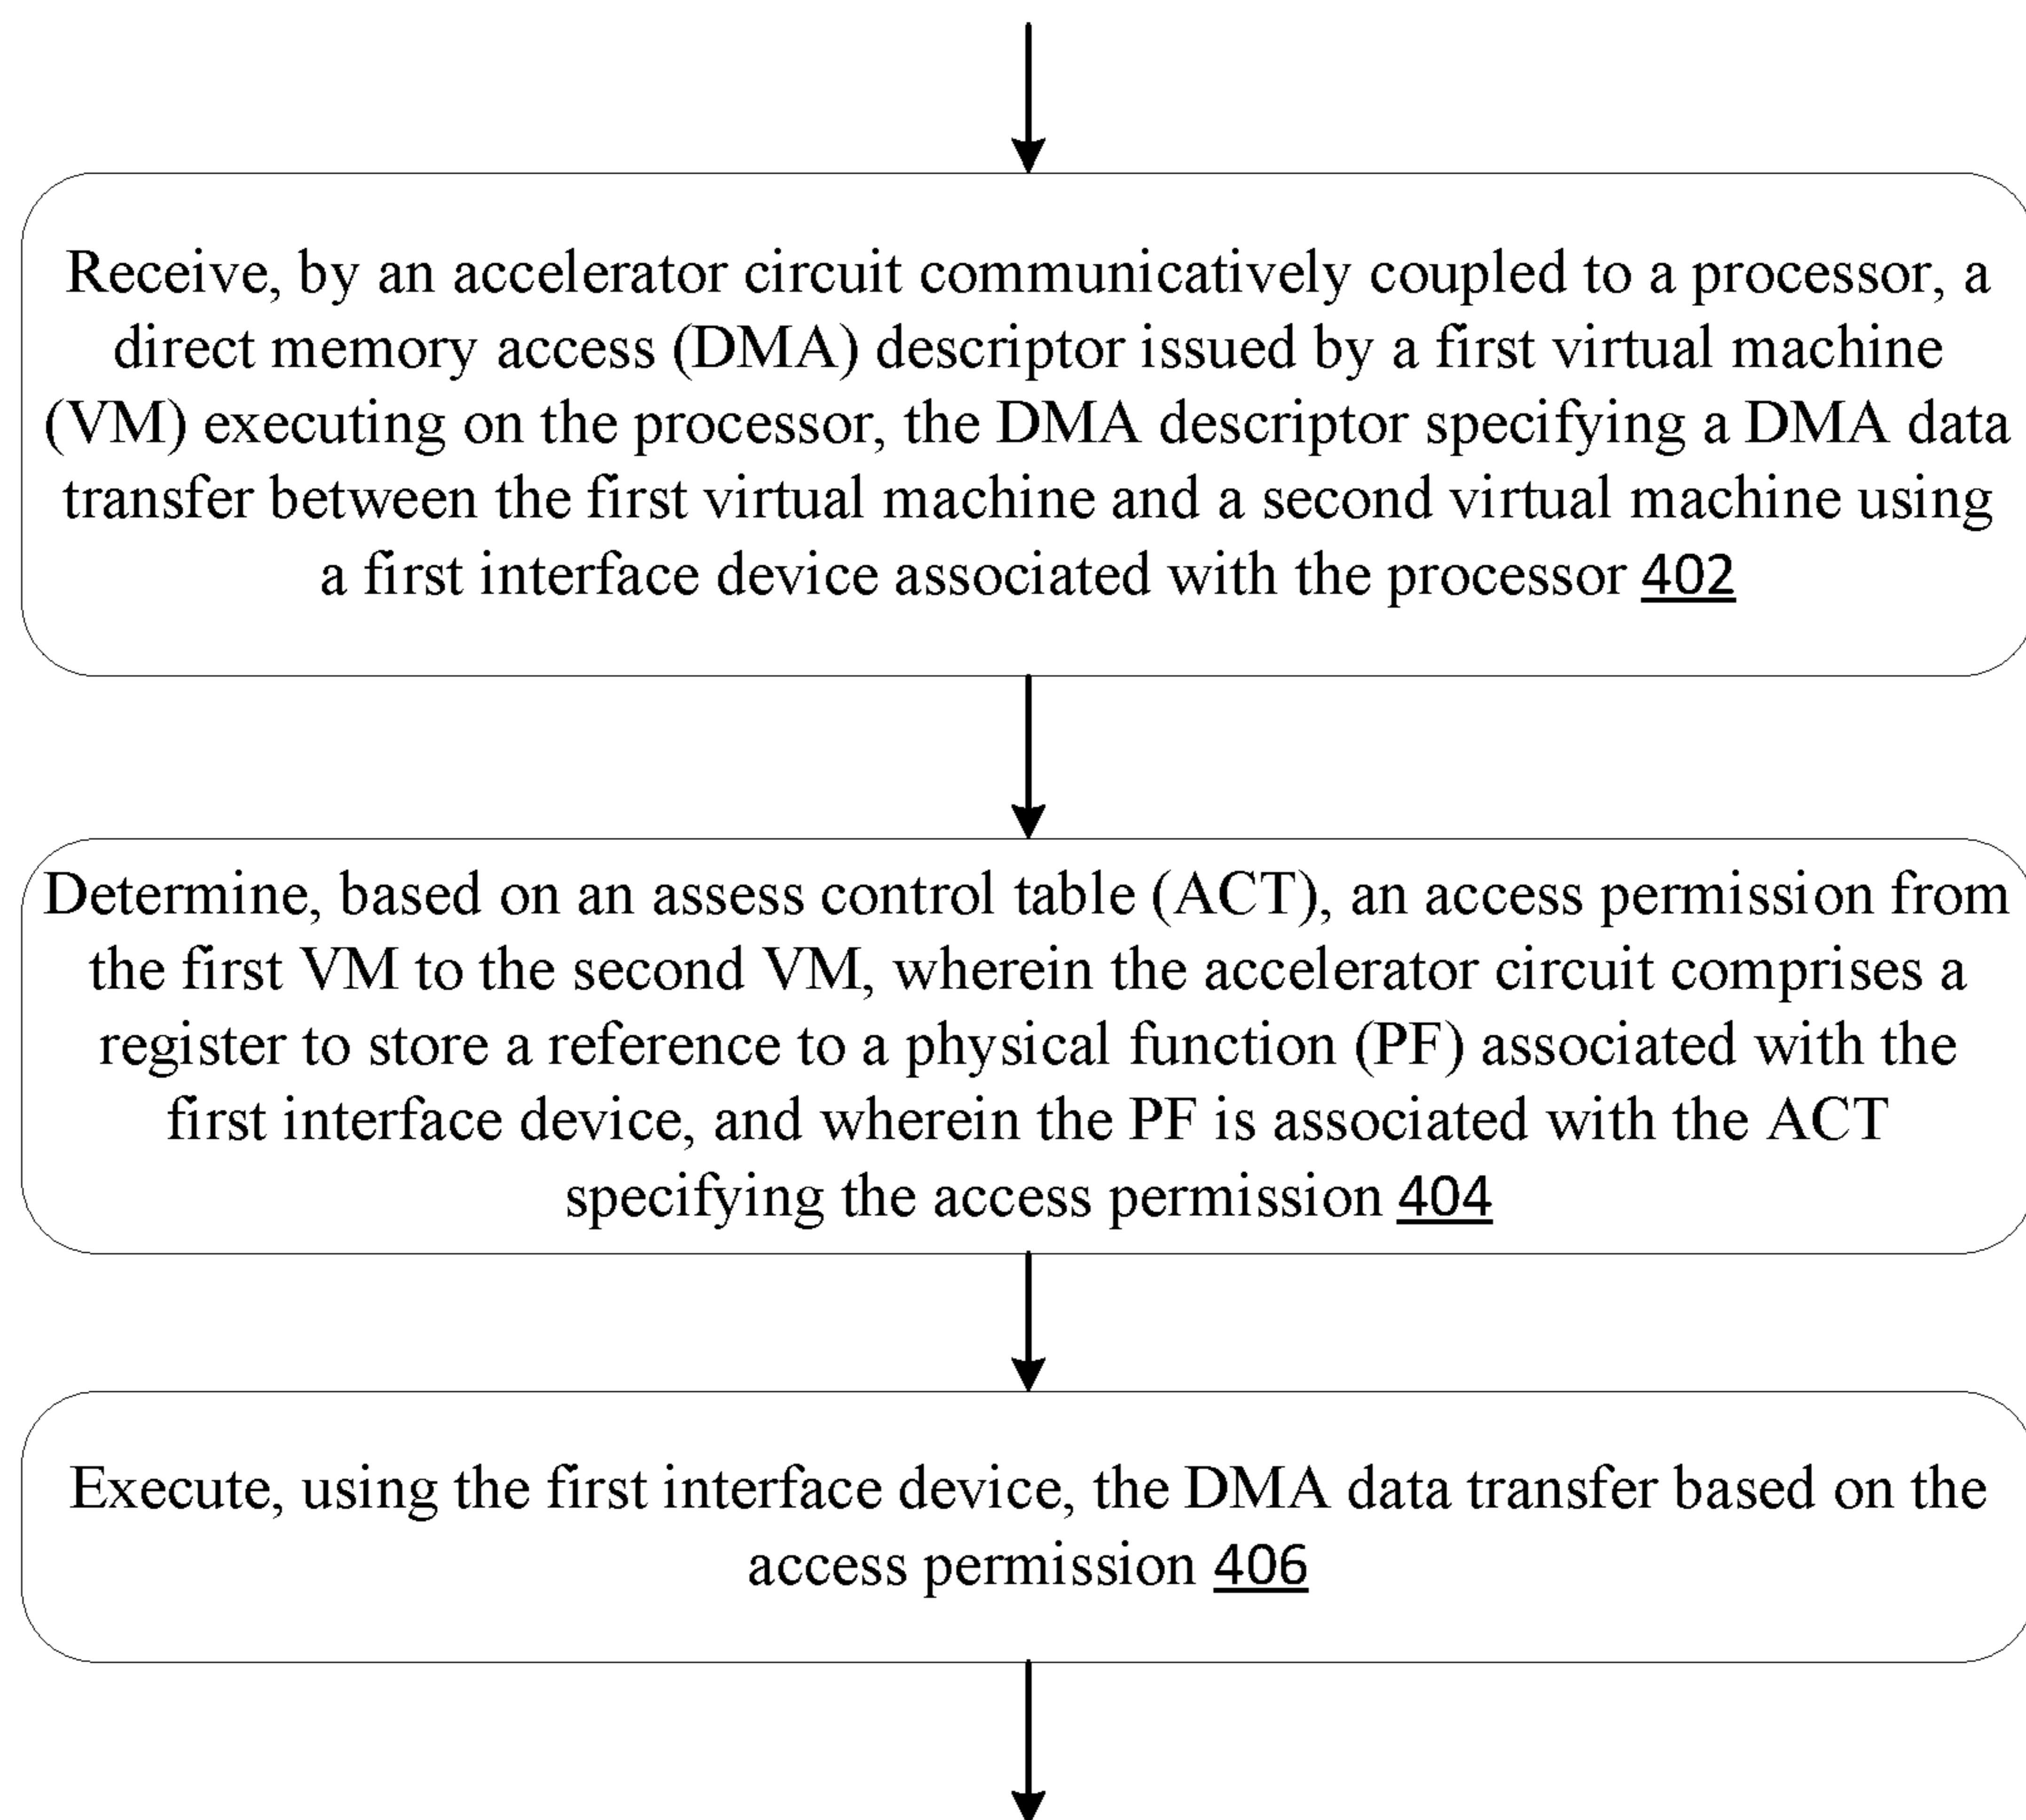 Receive, by an accelerator circuit communicatively coupled to a processor, a
direct memory access (DMA) descriptor issued by a first virtual machine
(VM) executing on the processor, the DMA descriptor specifying a DMA data
transfer between the first virtual machine and a second virtual machine using
a first interface device associated with the processor 402
Determine, based on an assess control table (ACT), an access permission from
the first VM to the second VM, wherein the accelerator circuit comprises a
register to store a reference to a physical function (PF) associated with the
first interface device, and wherein the PF is associated with the ACT
specifying the access permission 404
Execute, using the first interface device, the DMA data transfer based on the
access permission 406